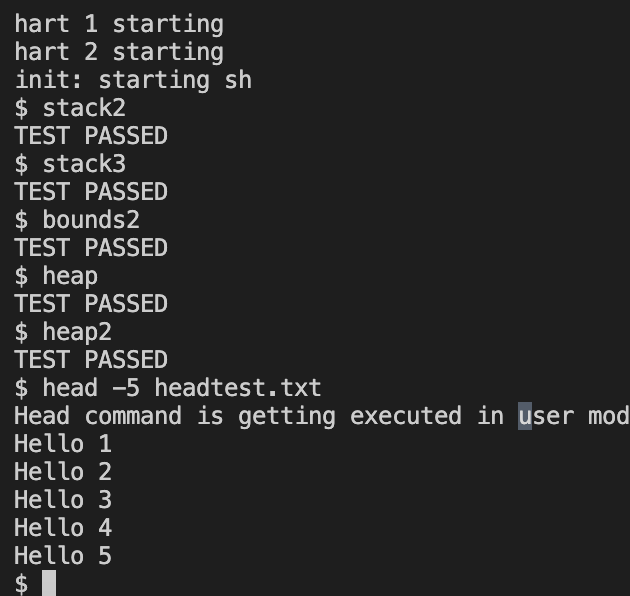 hart 1 starting
hart 2 starting
init: starting sh
$ stack2
TEST PASSED
$ stack3
TEST PASSED
$ bounds2
TEST PASSED
$ heap
TEST PASSED
$ heap2
TEST PASSED
$ head -5 headtest.txt
Head command is getting executed in user mod
Hello 1
Hello 2
Hello 3
Hello 4
Hello 5
$